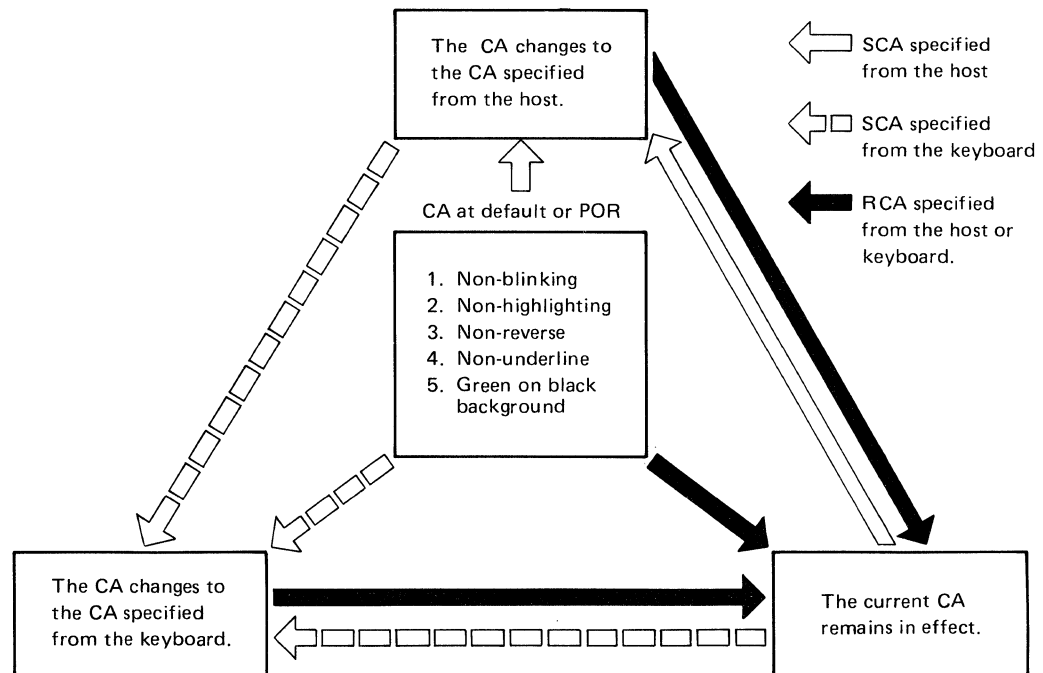 The CA changes to
the CA specified
from the host.
SCA specified
from the host
SCA specified
from the keyboard
RCA specified
from the host or
keyboard.
CA at default or POR
1. Non-blinking
2. Non-highlighting
3. Non-reverse
4. Non-underline
5. Green on black
background
The CA changes to
the CA specified
from the keyboard.
The current CA
remains in effect.